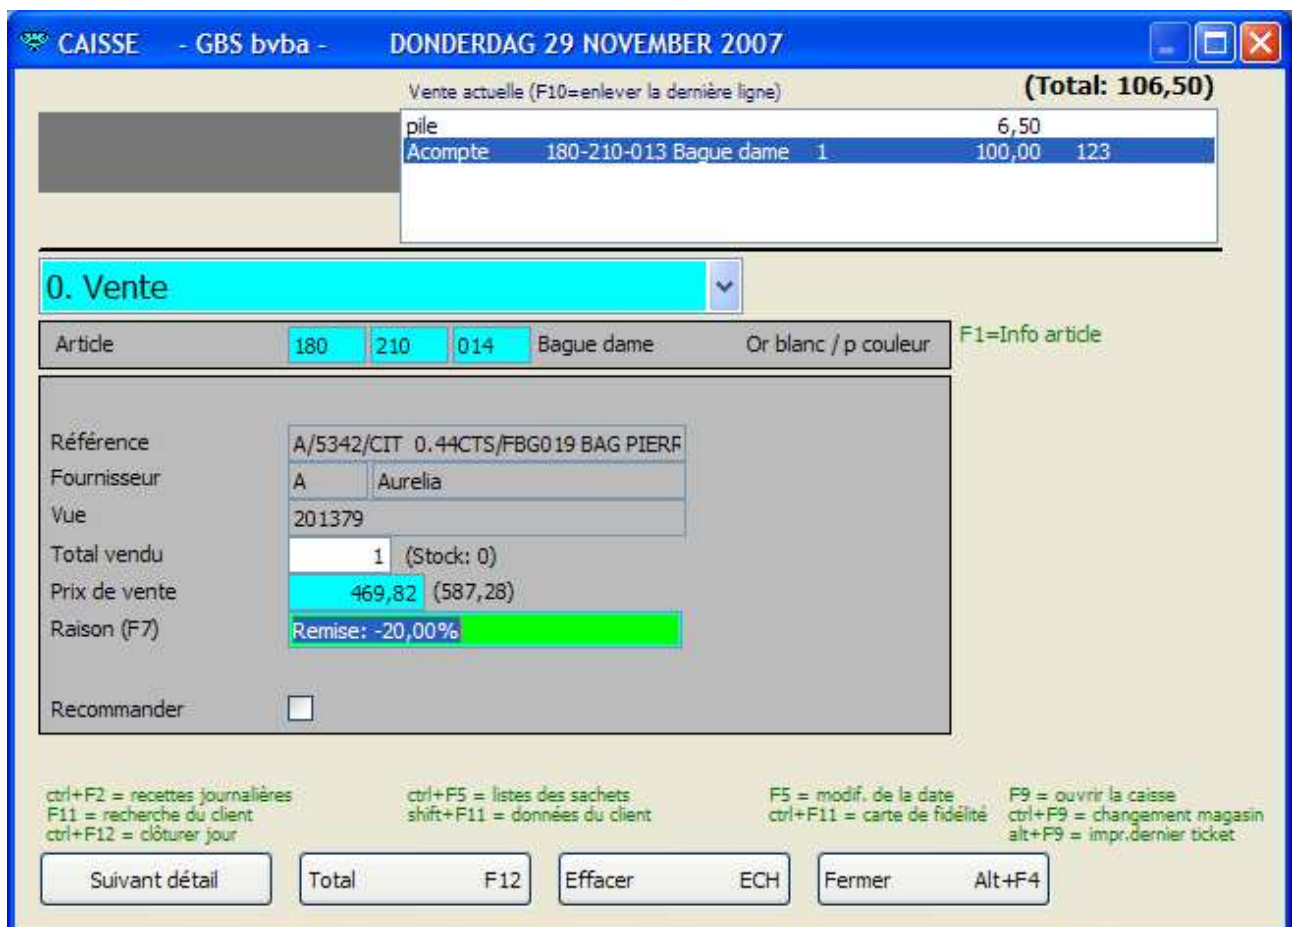 CAISSE - GBS bvba - DONDERDAG 29 NOVEMBER 2007
Vente actuelle (F10=enlever la dernière ligne) (Total: 106,50)
pile 6,50
Acompte 180-210-013 Bague dame 1 100,00 123
0. Vente
Article 180 210 014 Bague dame Or blanc / p couleur F1=Info article
Référence A/5342/CIT 0.44CTS/FBG019 BAG PIERR
Fournisseur A Aurelia
Vue 201379
Total vendu 1 (Stock: 0)
Prix de vente 469,82 (587,28)
Raison (F7) Remise: -20,00%
Recommander
ctrl+F2 = recettes journalières ctrl+F5 = listes des sachets F5 = modif. de la date F9 = ouvrir la caisse
F11 = recherche du client shift+F11 = données du client ctrl+F11 = carte de fidélité ctrl+F9 = changement magasin
ctrl+F12 = clôturer jour alt+F9 = impr.dernier ticket
Suivant détail Total F12 Effacer ECH Fermer Alt+F4